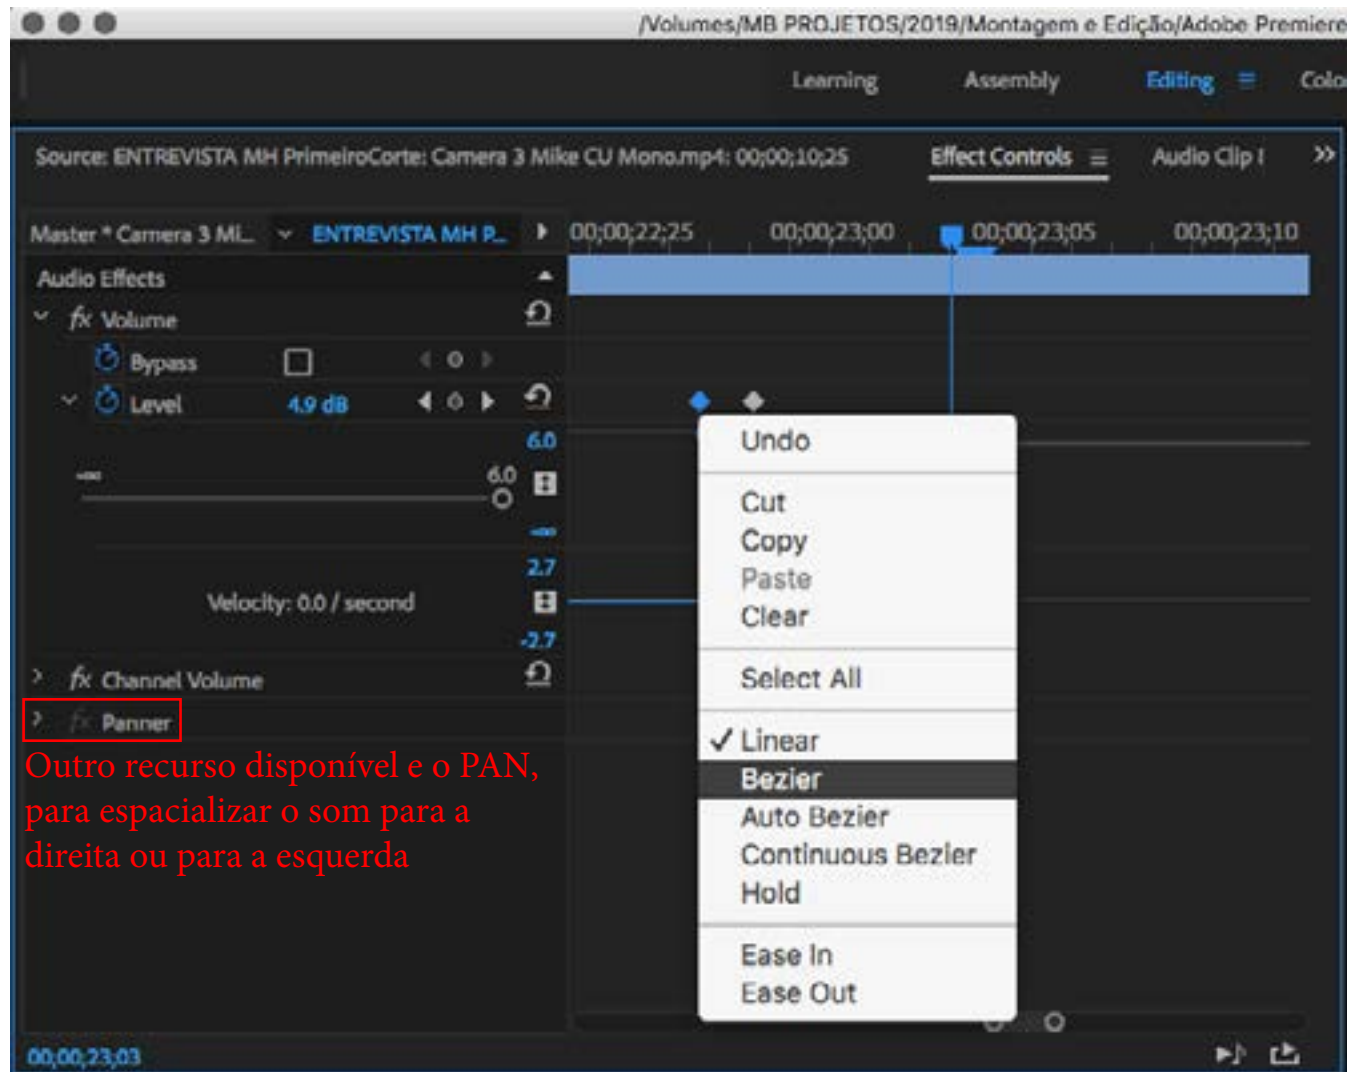 /Volumes/MB PROJETOS/2019/Montagem e Edição/Adobe Premiere
Learning Assembly Editing Colo
Source: ENTREVISTA MH PrimeiroCorte: Camera 3 Mike CU Mono.mp4: 00;00;10;25 Effect Controls Audio Clip
Master * Camera 3 Mi... ENTREVISTA MH P... 00;00;22;25 00;00;23;00 00;00;23;05 00;00;23;10
Audio Effects
fx Volume
Bypass
Level 4.9 dB
6.0
-∞ 6.0
-∞
2.7
Velocity: 0.0 / second
-2.7
fx Channel Volume
fx Panner
Outro recurso disponível e o PAN,
para espacializar o som para a
direita ou para a esquerda
Undo
Cut
Copy
Paste
Clear
Select All
✓ Linear
Bezier
Auto Bezier
Continuous Bezier
Hold
Ease In
Ease Out
00;00;23;03